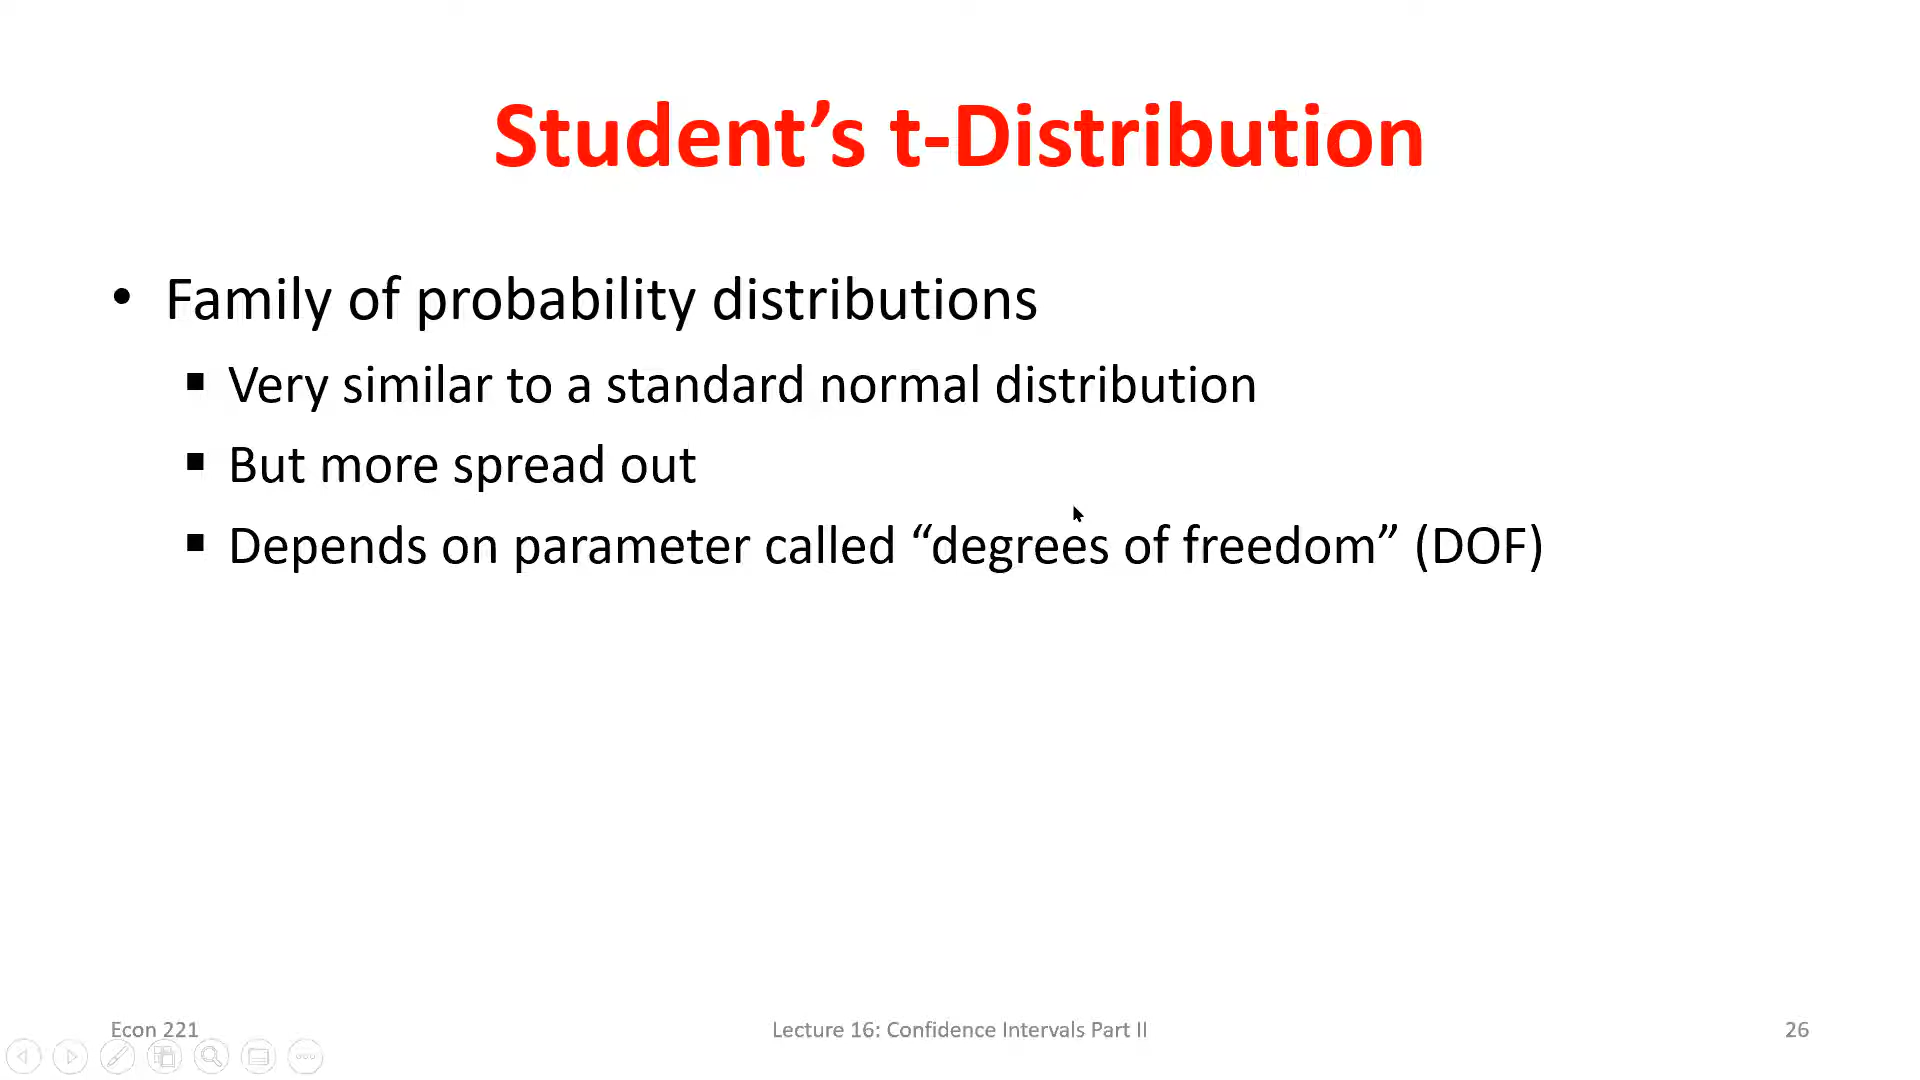 Student’s t-Distribution
• Family of probability distributions
▪ Very similar to a standard normal distribution
▪ But more spread out
▪ Depends on parameter called “degrees of freedom” (DOF)
Econ 221
Lecture 16: Confidence Intervals Part II
26